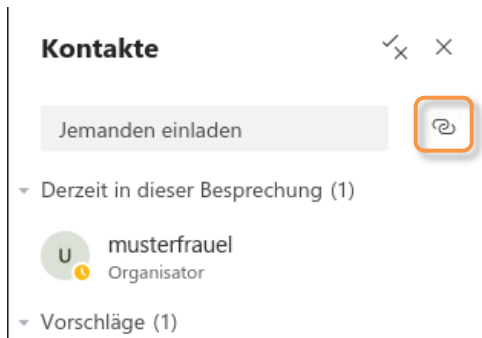 Kontakte
Jemanden einladen
Derzeit in dieser Besprechung (1)
U
musterfrauel
Organisator
Vorschläge (1)